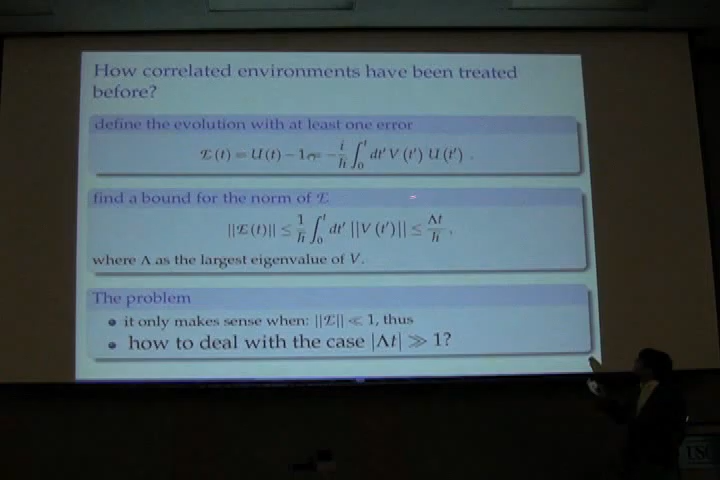 How correlated environments have been treated
before?
define the evolution with at least one error
ℰ(t) = U(t) − 1 = −i/ħ ∫₀ᵗ dt′ V(t′) U(t′) .
find a bound for the norm of ℰ
||ℰ(t)|| ≤ 1/ħ ∫₀ᵗ dt′ ||V(t′)|| ≤ Λt/ħ ,
where Λ as the largest eigenvalue of V.
The problem
it only makes sense when: ||ℰ|| ≪ 1, thus
how to deal with the case |Λt| ≫ 1?
USC